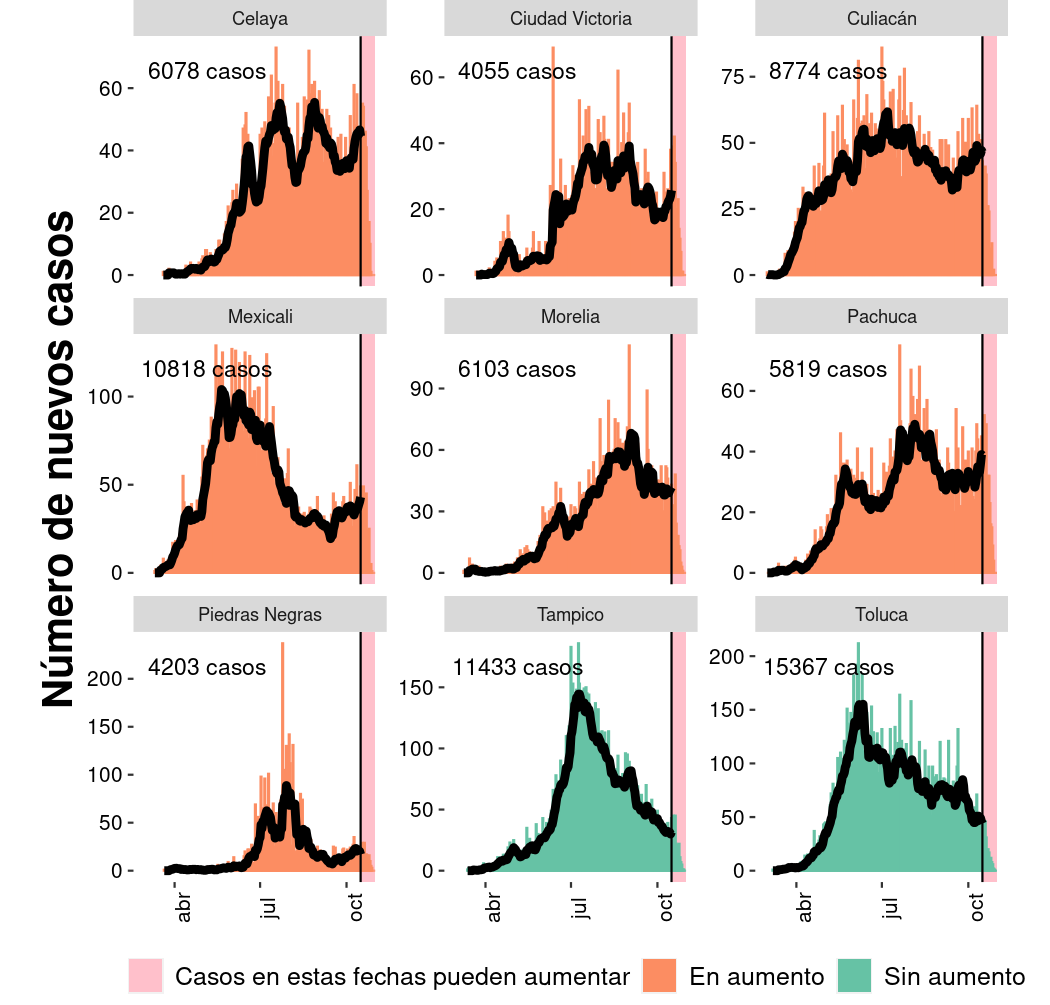 Número de nuevos casos
Celaya
Ciudad Victoria
Culiacán
6078 casos
4055 casos
8774 casos
60
40
20
0
60
40
20
0
75
50
25
0
Mexicali
Morelia
Pachuca
10818 casos
6103 casos
5819 casos
100
50
0
90
60
30
0
60
40
20
0
Piedras Negras
Tampico
Toluca
4203 casos
11433 casos
15367 casos
200
150
100
50
0
150
100
50
0
200
150
100
50
0
abr
jul
oct
abr
jul
oct
abr
jul
oct
Casos en estas fechas pueden aumentar
En aumento
Sin aumento